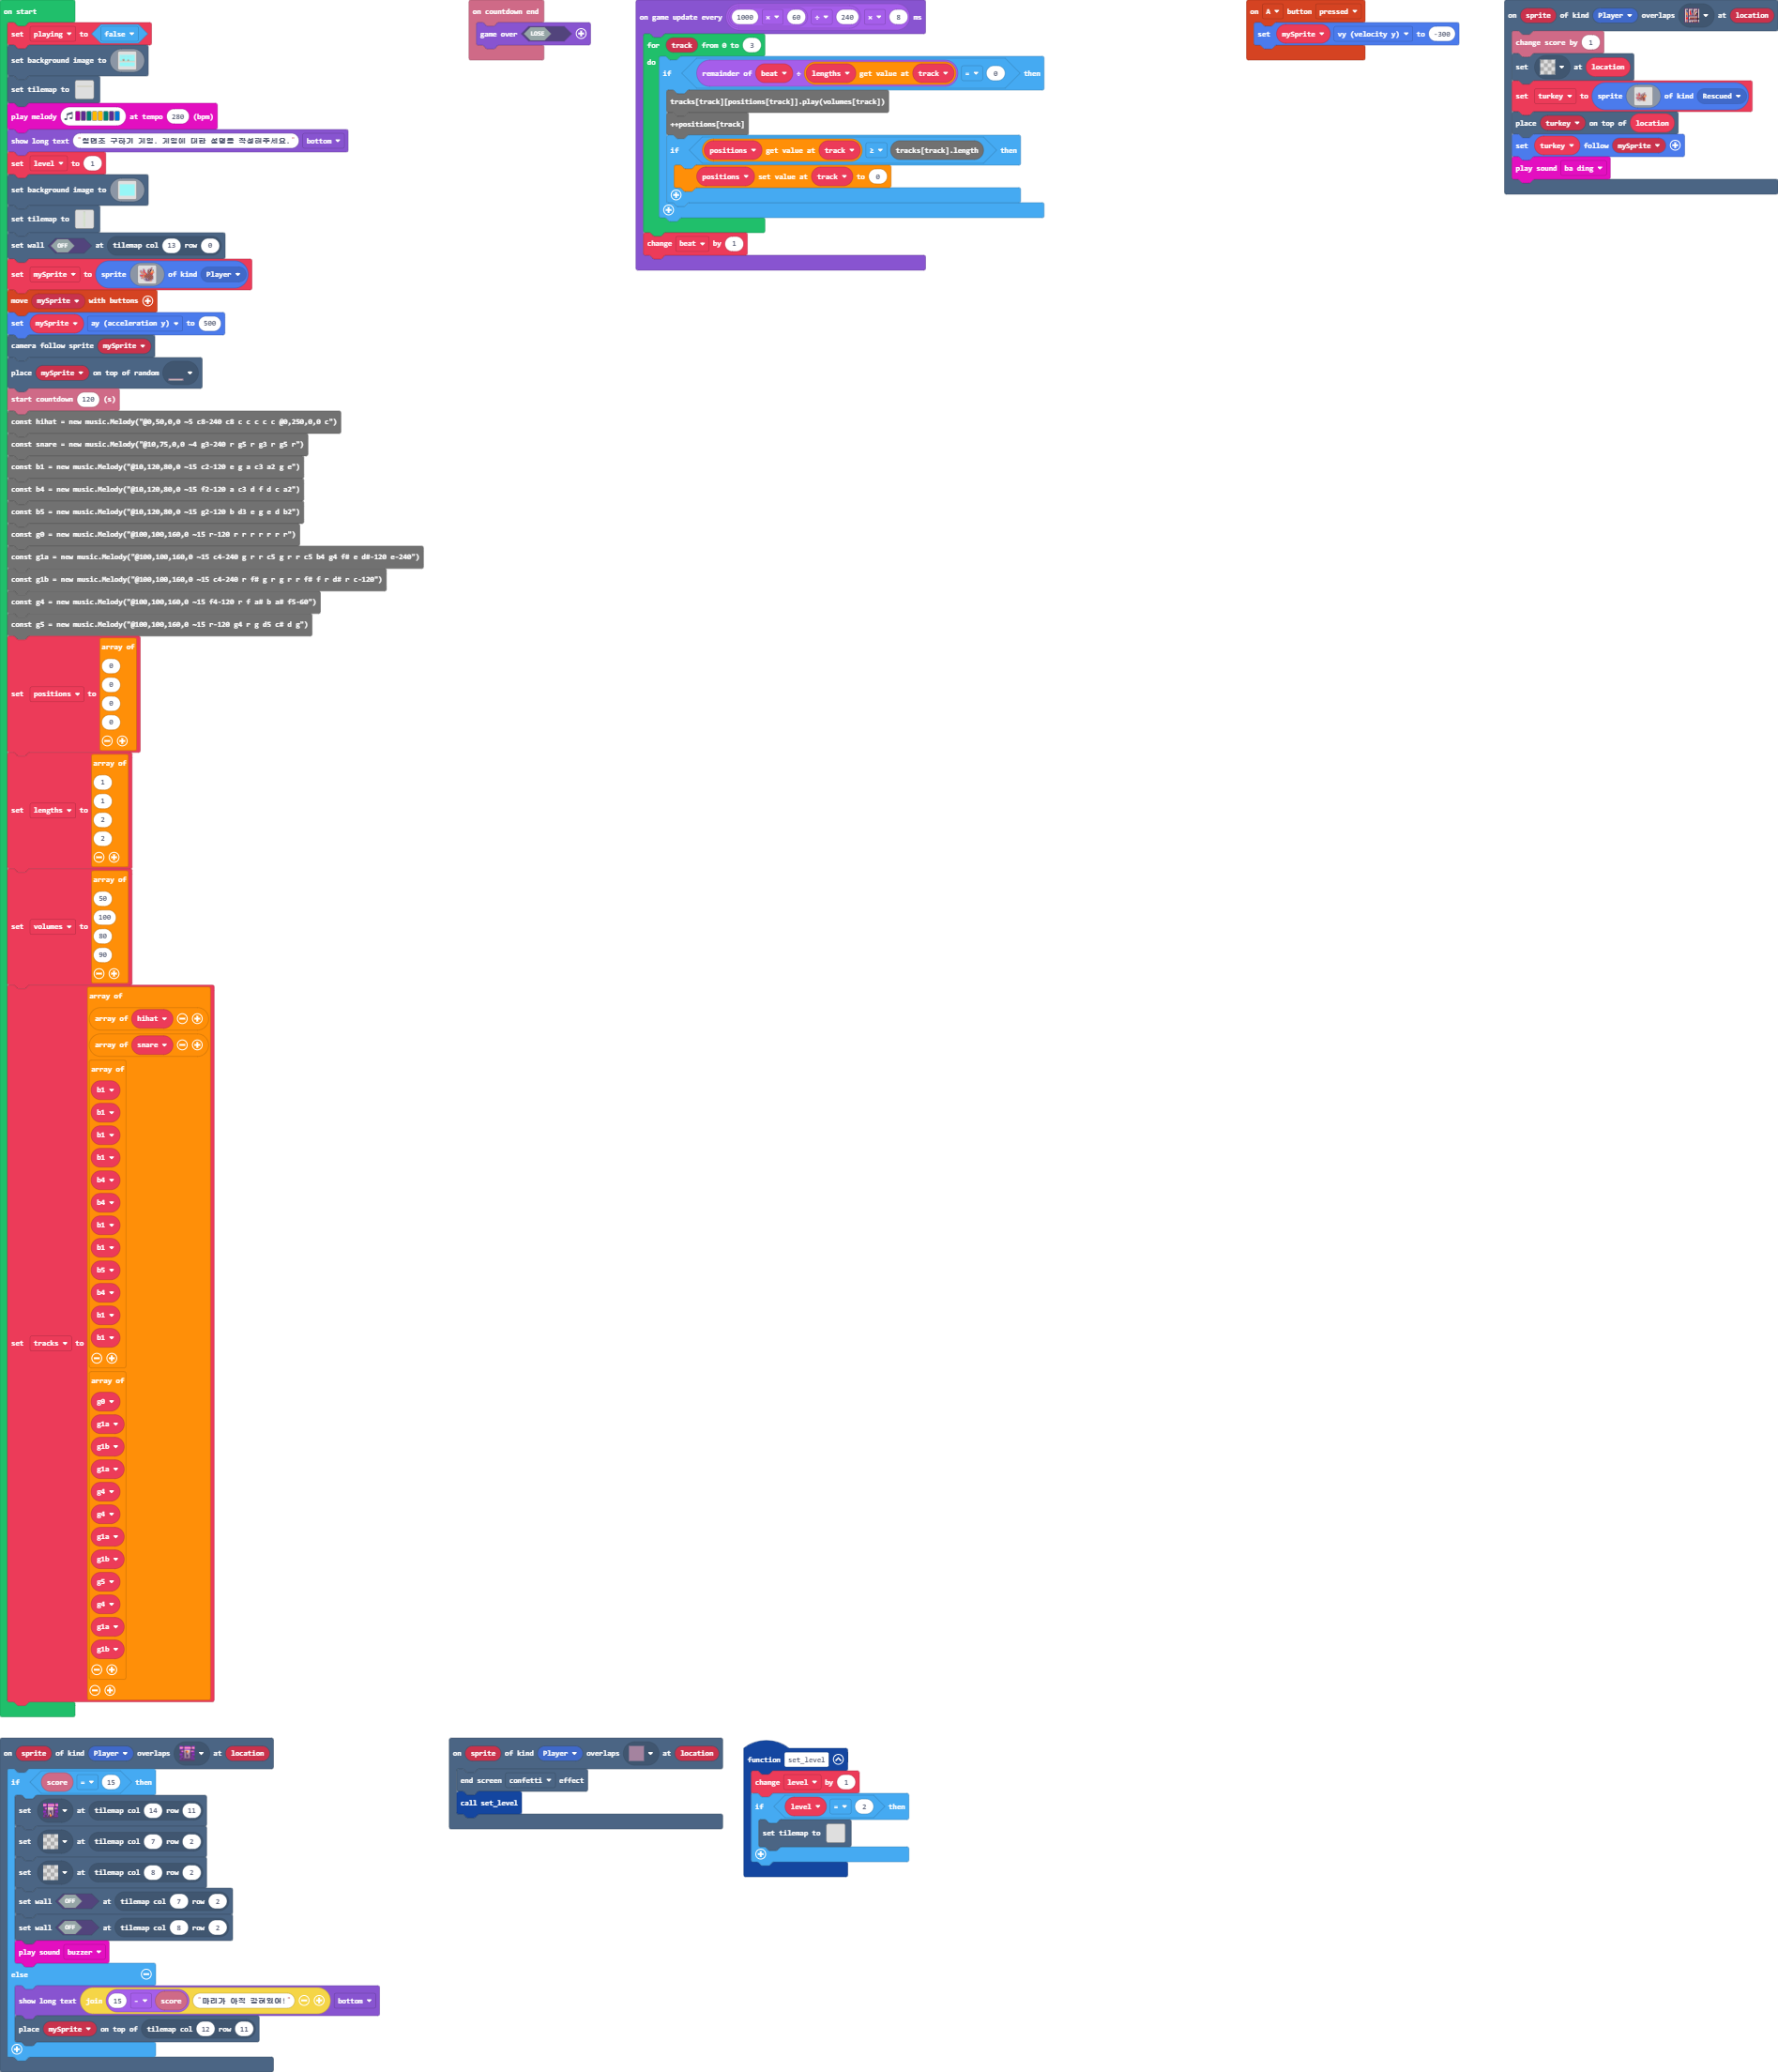 on start
set playing to false
set background image to
set tilemap to
play melody at tempo 280 (bpm)
show long text "칠면조 구하기 게임. 게임에 대한 설명을 작성해주세요." bottom
set level to 1
set background image to
set tilemap to
set wall OFF at tilemap col 13 row 0
set mySprite to sprite of kind Player
move mySprite with buttons
set mySprite ay (acceleration y) to 500
camera follow sprite mySprite
place mySprite on top of random
start countdown 120 (s)
const hihat = new music.Melody("@0,50,0,0 ~5 c8-240 c8 c c c c c @0,250,0,0 c")
const snare = new music.Melody("@10,75,0,0 ~4 g3-240 r g5 r g3 r g5 r")
const b1 = new music.Melody("@10,120,80,0 ~15 c2-120 e g a c3 a2 g e")
const b4 = new music.Melody("@10,120,80,0 ~15 f2-120 a c3 d f d c a2")
const b5 = new music.Melody("@10,120,80,0 ~15 g2-120 b d3 e g e d b2")
const g0 = new music.Melody("@100,100,160,0 ~15 r-120 r r r r r r r")
const g1a = new music.Melody("@100,100,160,0 ~15 c4-240 g r r c5 g r r c5 b4 g4 f# e d#-120 e-240")
const g1b = new music.Melody("@100,100,160,0 ~15 c4-240 r f# g r g r r f# f r d# r c-120")
const g4 = new music.Melody("@100,100,160,0 ~15 f4-120 r f a# b a# f5-60")
const g5 = new music.Melody("@100,100,160,0 ~15 r-120 g4 r g d5 c# d g")
set positions to array of
0
0
0
0
set lengths to array of
1
1
2
2
set volumes to array of
50
100
80
90
set tracks to array of
array of hihat
array of snare
array of
b1
b1
b1
b1
b4
b4
b1
b1
b5
b4
b1
b1
array of
g0
g1a
g1b
g1a
g4
g4
g1a
g1b
g5
g4
g1a
g1b
on countdown end
game over LOSE
on game update every 1000 × 60 ÷ 240 × 8 ms
for track from 0 to 3
do
if remainder of beat ÷ lengths get value at track = 0 then
tracks[track][positions[track]].play(volumes[track])
++positions[track]
if positions get value at track ≥ tracks[track].length then
positions set value at track to 0
change beat by 1
on A button pressed
set mySprite vy (velocity y) to -300
on sprite of kind Player overlaps at location
change score by 1
set at location
set turkey to sprite of kind Rescued
place turkey on top of location
set turkey follow mySprite
play sound ba ding
on sprite of kind Player overlaps at location
if score = 15 then
set at tilemap col 14 row 11
set at tilemap col 7 row 2
set at tilemap col 8 row 2
set wall OFF at tilemap col 7 row 2
set wall OFF at tilemap col 8 row 2
play sound buzzer
else
show long text join 15 - score "마리가 아직 갇혀있어!" bottom
place mySprite on top of tilemap col 12 row 11
on sprite of kind Player overlaps at location
end screen confetti effect
call set_level
function set_level
change level by 1
if level = 2 then
set tilemap to